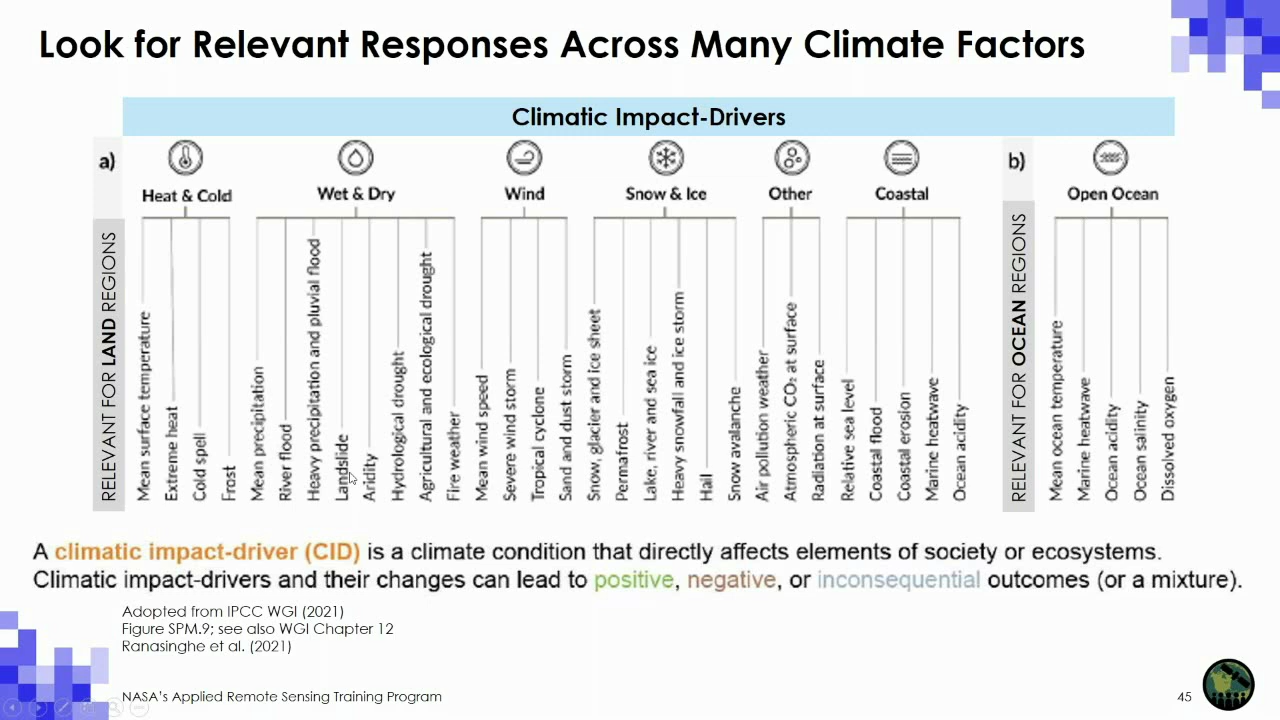 Look for Relevant Responses Across Many Climate Factors
Climatic Impact-Drivers
a)
Heat & Cold
Wet & Dry
Wind
Snow & Ice
Other
Coastal
b)
Open Ocean
RELEVANT FOR LAND REGIONS
Mean surface temperature
Extreme heat
Cold spell
Frost
Mean precipitation
River flood
Heavy precipitation and pluvial flood
Landslide
Aridity
Hydrological drought
Agricultural and ecological drought
Fire weather
Mean wind speed
Severe wind storm
Tropical cyclone
Sand and dust storm
Snow, glacier and ice sheet
Permafrost
Lake, river and sea ice
Heavy snowfall and ice storm
Hail
Snow avalanche
Air pollution weather
Atmospheric CO₂ at surface
Radiation at surface
Relative sea level
Coastal flood
Coastal erosion
Marine heatwave
Ocean acidity
RELEVANT FOR OCEAN REGIONS
Mean ocean temperature
Marine heatwave
Ocean acidity
Ocean salinity
Dissolved oxygen
A climatic impact-driver (CID) is a climate condition that directly affects elements of society or ecosystems.
Climatic impact-drivers and their changes can lead to positive, negative, or inconsequential outcomes (or a mixture).
Adopted from IPCC WGI (2021)
Figure SPM.9; see also WGI Chapter 12
Ranasinghe et al. (2021)
NASA's Applied Remote Sensing Training Program
45